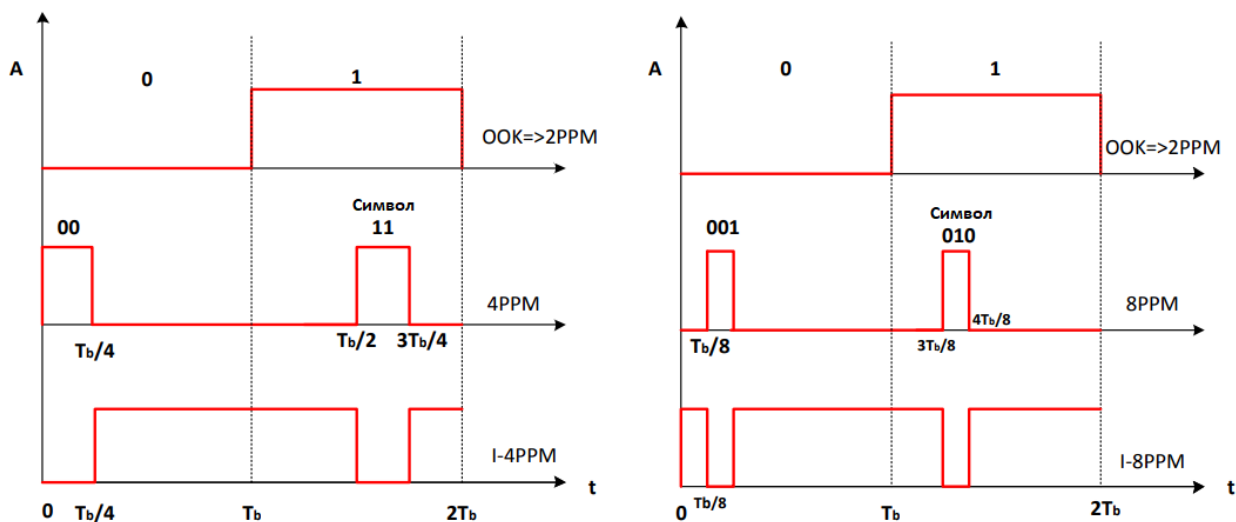 A
0
1
OOK=>2PPM
Символ
00
11
4PPM
Tb/4
Tb/2
3Tb/4
I-4PPM
t
0
Tb/4
Tb
2Tb
A
0
1
OOK=>2PPM
Символ
001
010
8PPM
Tb/8
3Tb/8
4Tb/8
I-8PPM
t
0
Tb/8
Tb
2Tb